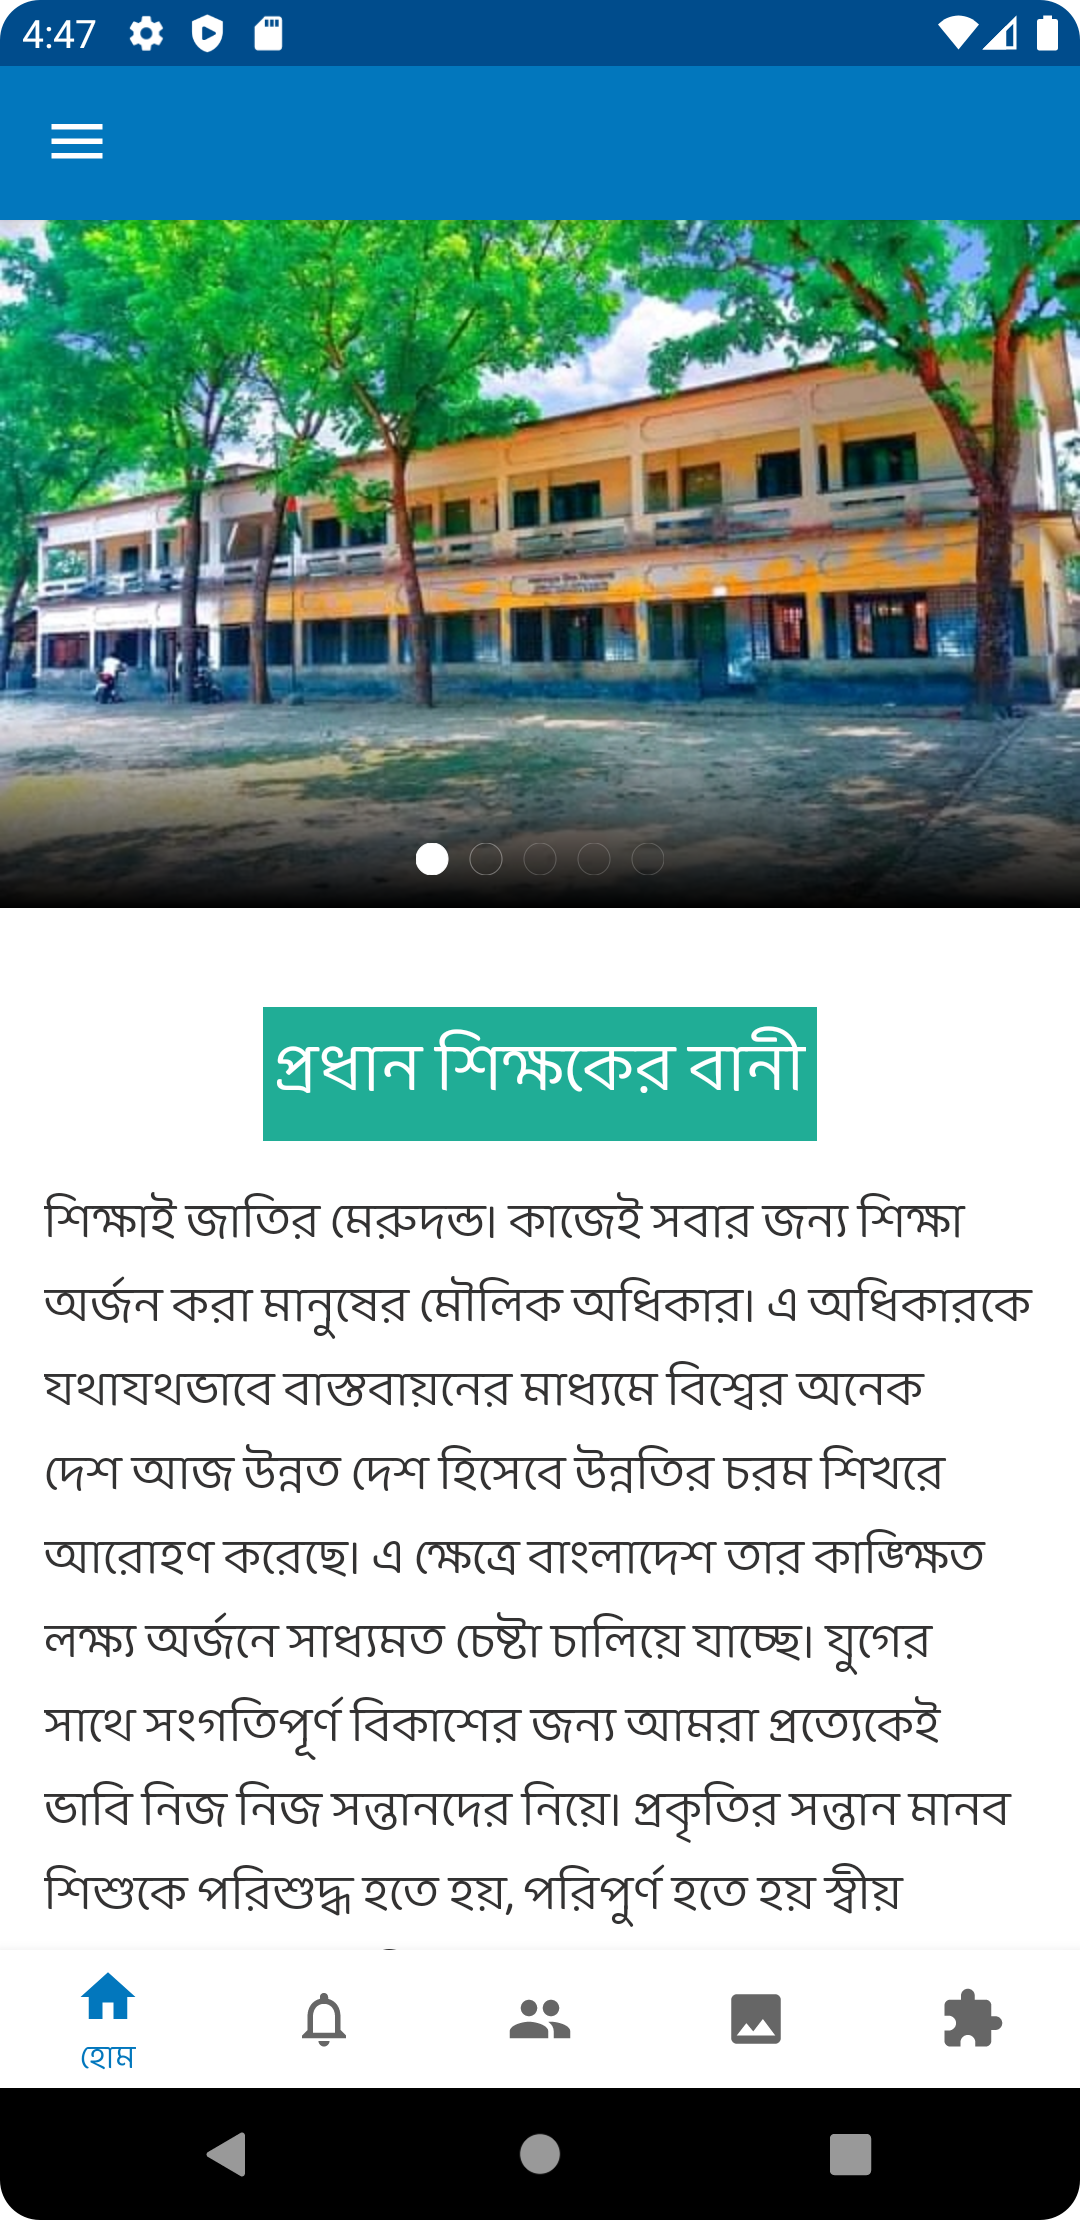 4:47
প্রধান শিক্ষকের বানী
শিক্ষাই জাতির মেরুদন্ড। কাজেই সবার জন্য শিক্ষা
অর্জন করা মানুষের মৌলিক অধিকার। এ অধিকারকে
যথাযথভাবে বাস্তবায়নের মাধ্যমে বিশ্বের অনেক
দেশ আজ উন্নত দেশ হিসেবে উন্নতির চরম শিখরে
আরোহণ করেছে। এ ক্ষেত্রে বাংলাদেশ তার কাঙ্ক্ষিত
লক্ষ্য অর্জনে সাধ্যমত চেষ্টা চালিয়ে যাচ্ছে। যুগের
সাথে সংগতিপূর্ণ বিকাশের জন্য আমরা প্রত্যেকেই
ভাবি নিজ নিজ সন্তানদের নিয়ে। প্রকৃতির সন্তান মানব
শিশুকে পরিশুদ্ধ হতে হয়, পরিপুর্ণ হতে হয় স্বীয়
হোম